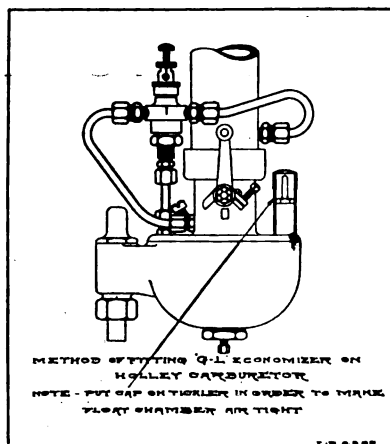 METHOD OF FITTING 'G-L' ECONOMIZER ON
HOLLEY CARBURETOR
NOTE - PUT CAP ON TICKLER IN ORDER TO MAKE
FLOAT CHAMBER AIR TIGHT